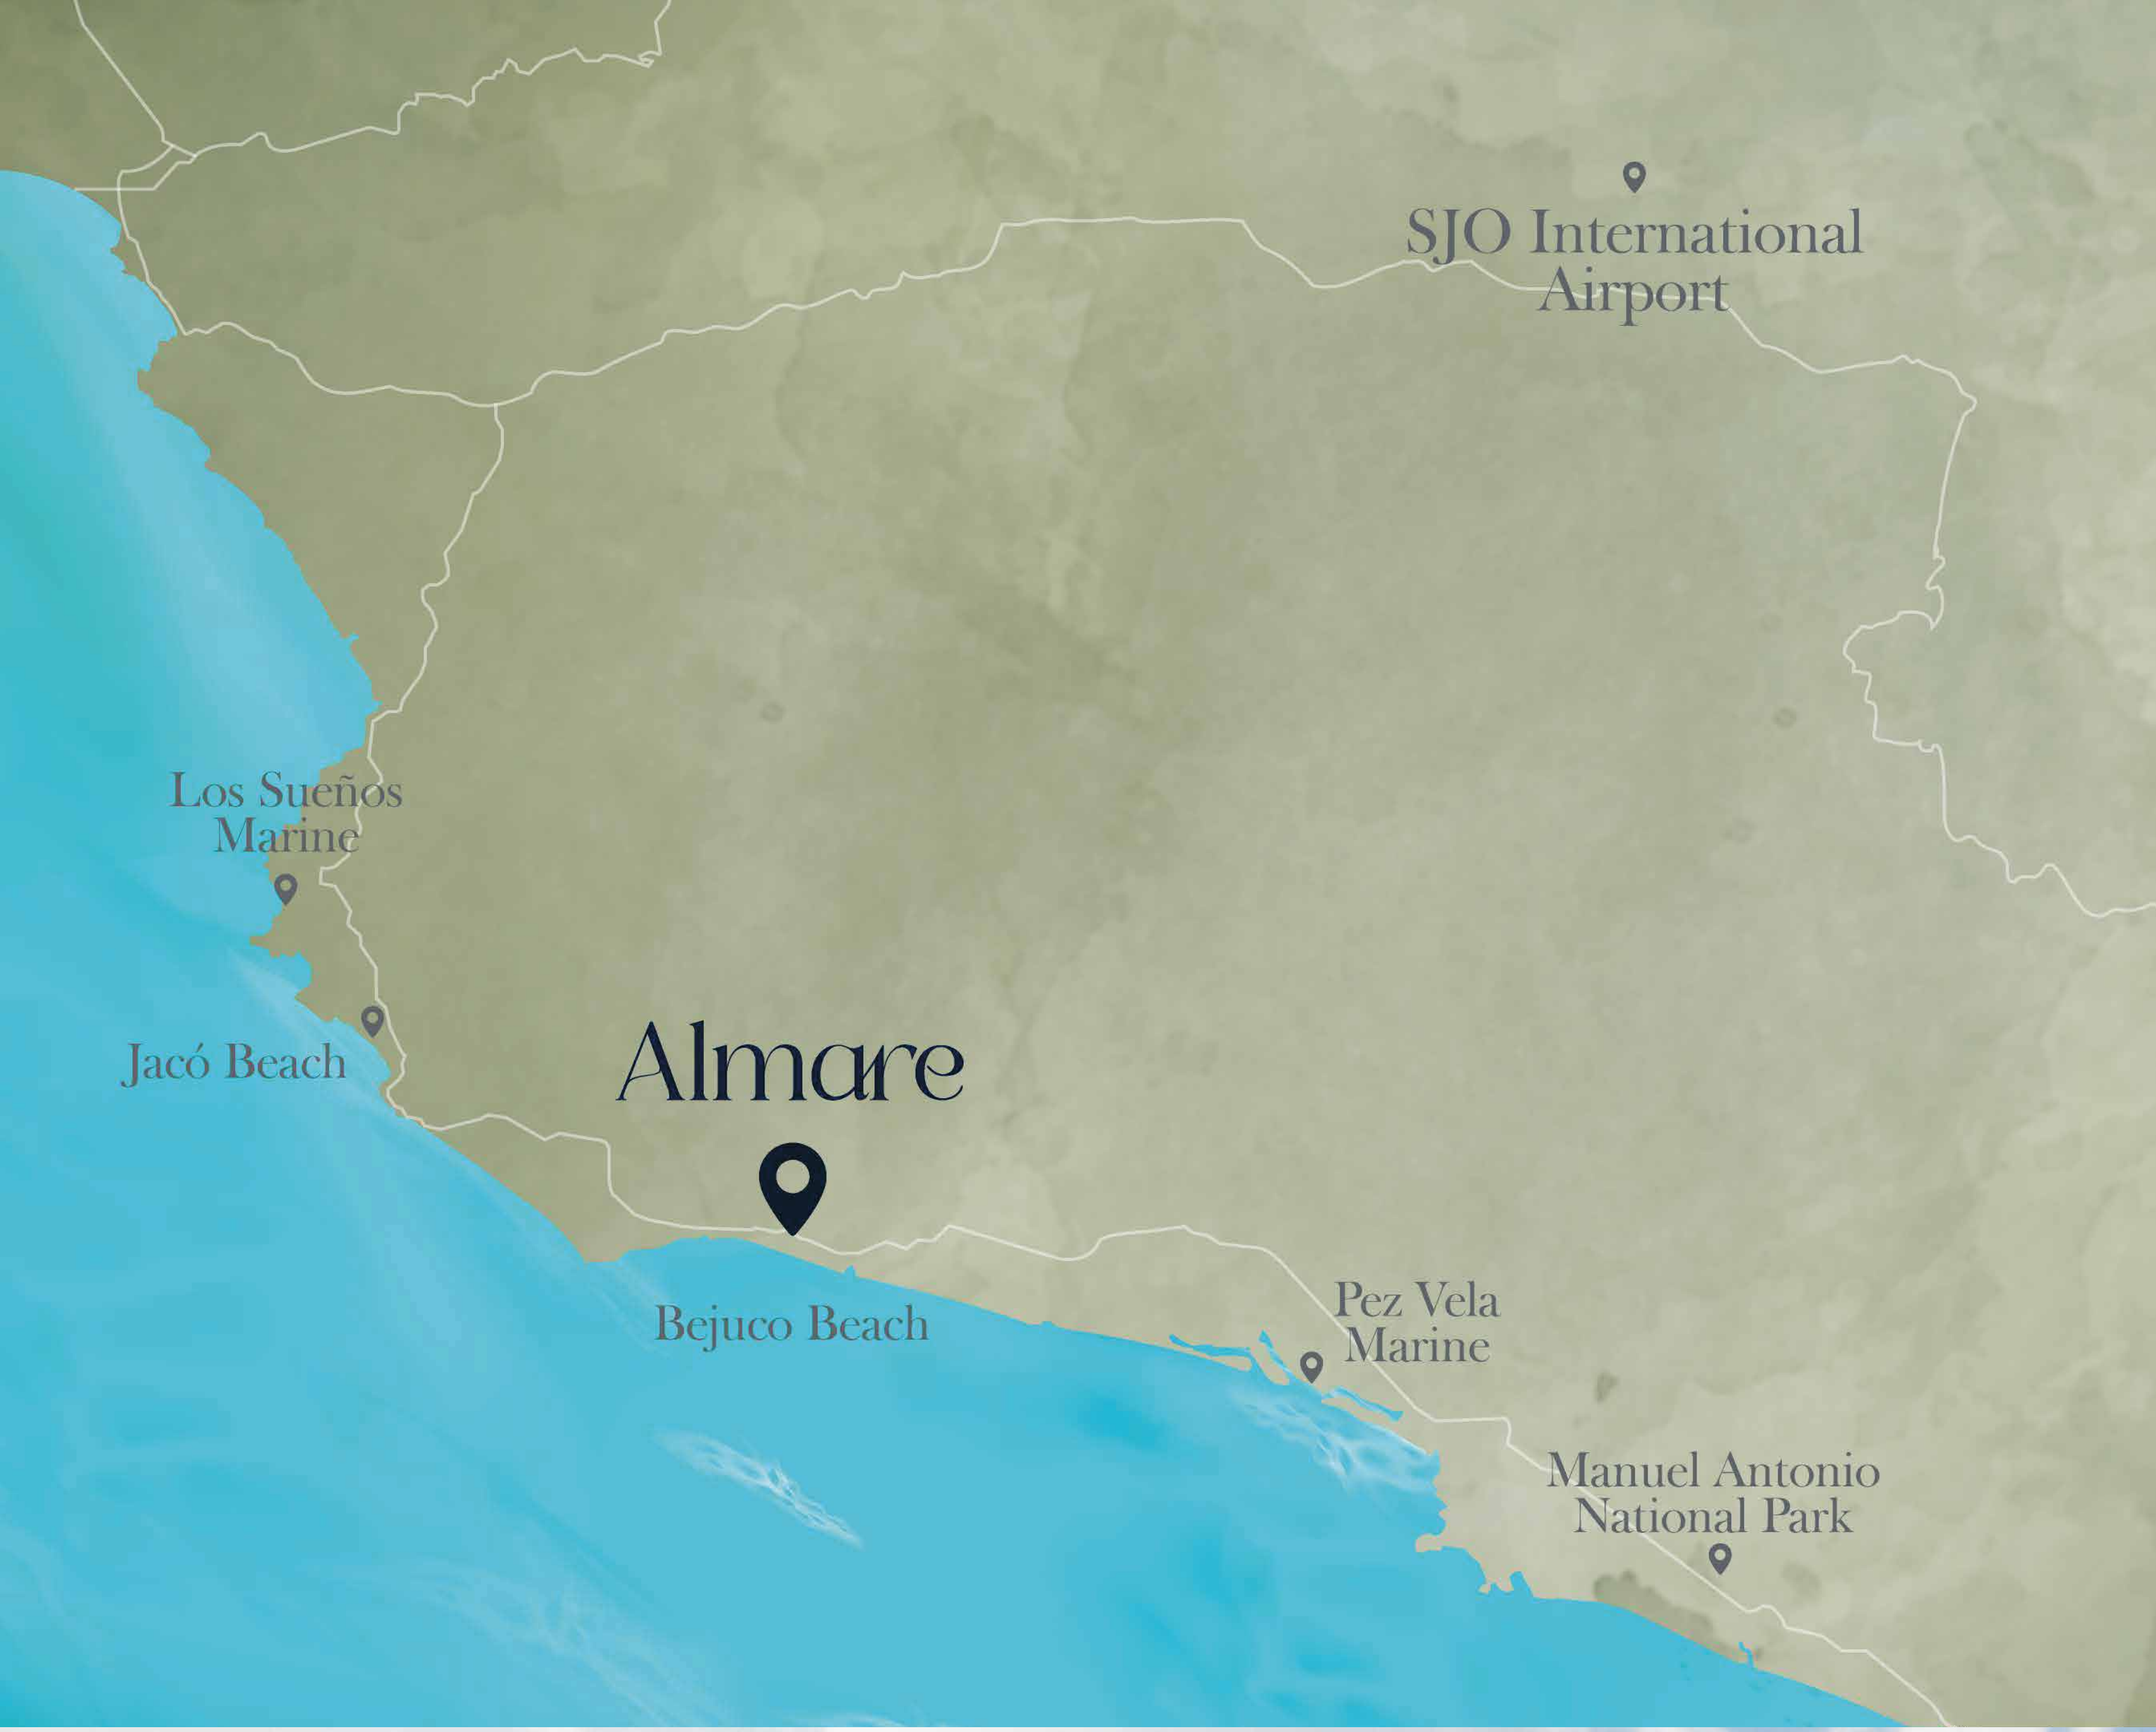 SJO International
Airport
Los Sueños
Marine
Jacó Beach
Almare
Bejuco Beach
Pez Vela
Marine
Manuel Antonio
National Park